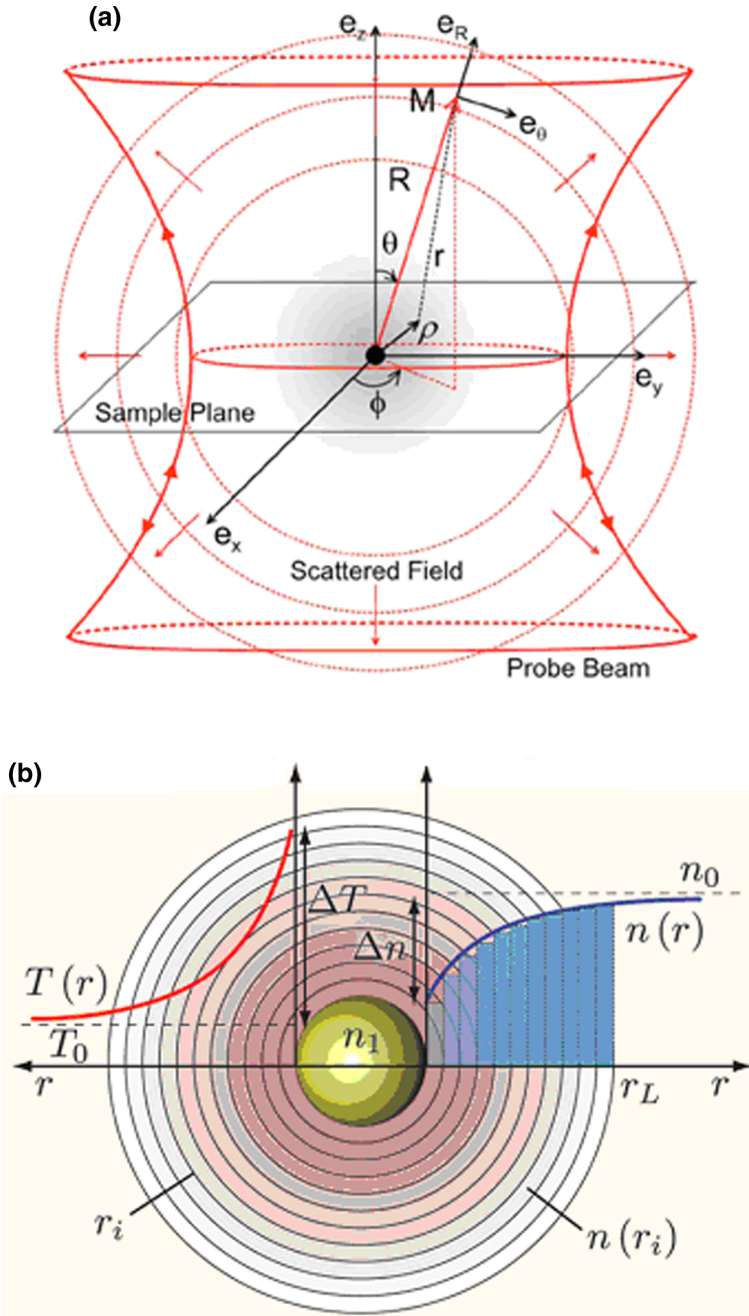 (a)
e_z
e_R
M
e_θ
R
θ
r
ρ
e_y
Sample Plane
ϕ
e_x
Scattered Field
Probe Beam
(b)
n_0
ΔT
n(r)
Δn
T(r)
n_1
T_0
r
r_L
r
r_i
n(r_i)